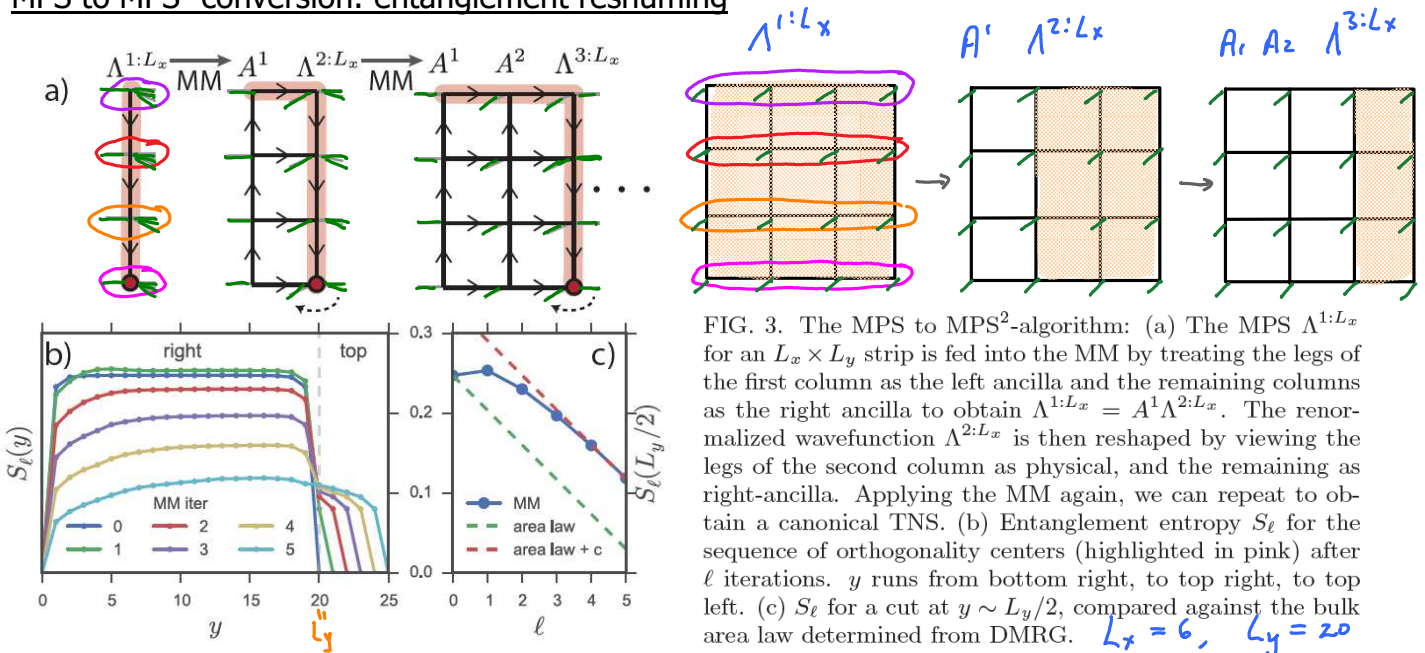 MPS to MPS² conversion: entanglement reshuffling
Λ^{1:L_x} MM A^1 Λ^{2:L_x} MM A^1 A^2 Λ^{3:L_x}
a)
Λ^{1:L_x} A^1 Λ^{2:L_x} A_1 A_2 Λ^{3:L_x}
b)
right
top
S_ℓ(y)
MM iter
0 2 4
1 3 5
0 5 10 15 20 25
y
L_y
0.3
0.2
0.1
0.0
c)
MM
area law
area law + c
S_ℓ(L_y/2)
0 1 2 3 4 5
ℓ
FIG. 3. The MPS to MPS²-algorithm: (a) The MPS Λ^{1:L_x}
for an L_x × L_y strip is fed into the MM by treating the legs of
the first column as the left ancilla and the remaining columns
as the right ancilla to obtain Λ^{1:L_x} = A^1Λ^{2:L_x}. The renor-
malized wavefunction Λ^{2:L_x} is then reshaped by viewing the
legs of the second column as physical, and the remaining as
right-ancilla. Applying the MM again, we can repeat to ob-
tain a canonical TNS. (b) Entanglement entropy S_ℓ for the
sequence of orthogonality centers (highlighted in pink) after
ℓ iterations. y runs from bottom right, to top right, to top
left. (c) S_ℓ for a cut at y ∼ L_y/2, compared against the bulk
area law determined from DMRG. L_x = 6, L_y = 20